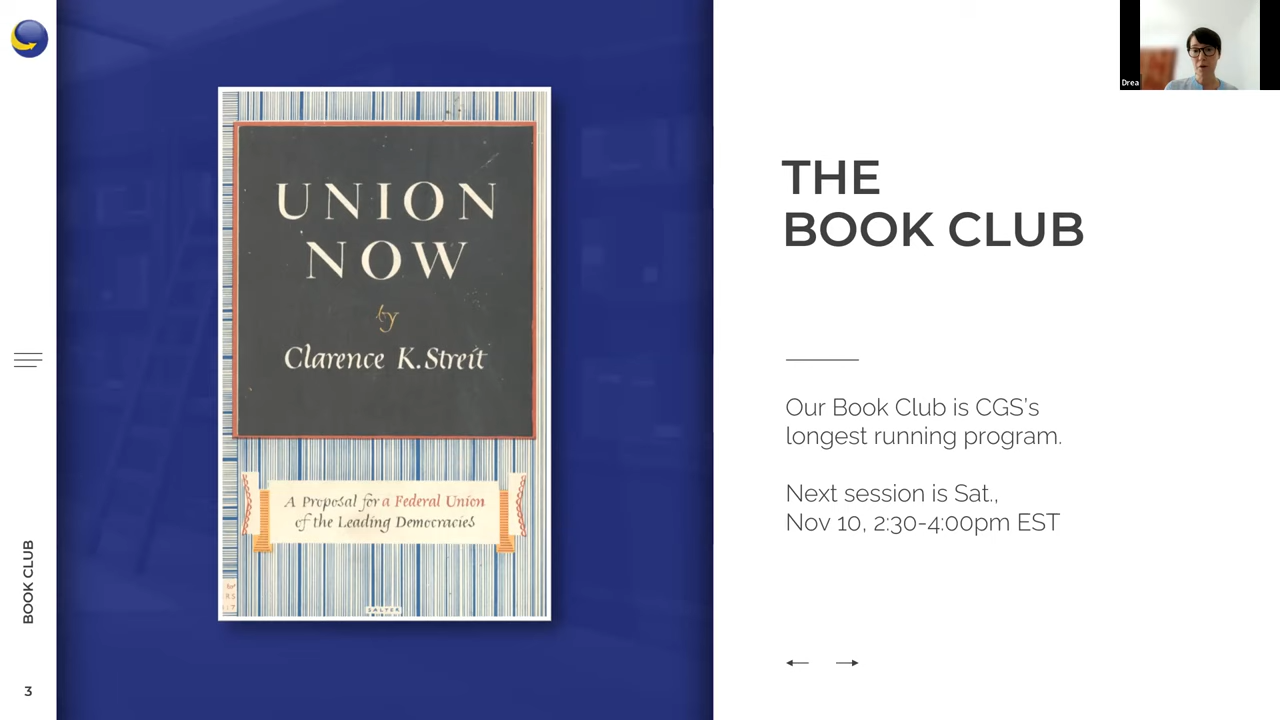 Drea
UNION
NOW
by
Clarence K. Streit
A Proposal for a Federal Union
of the Leading Democracies
SALTER
THE
BOOK CLUB
Our Book Club is CGS's
longest running program.
Next session is Sat.,
Nov 10, 2:30-4:00pm EST
BOOK CLUB
3